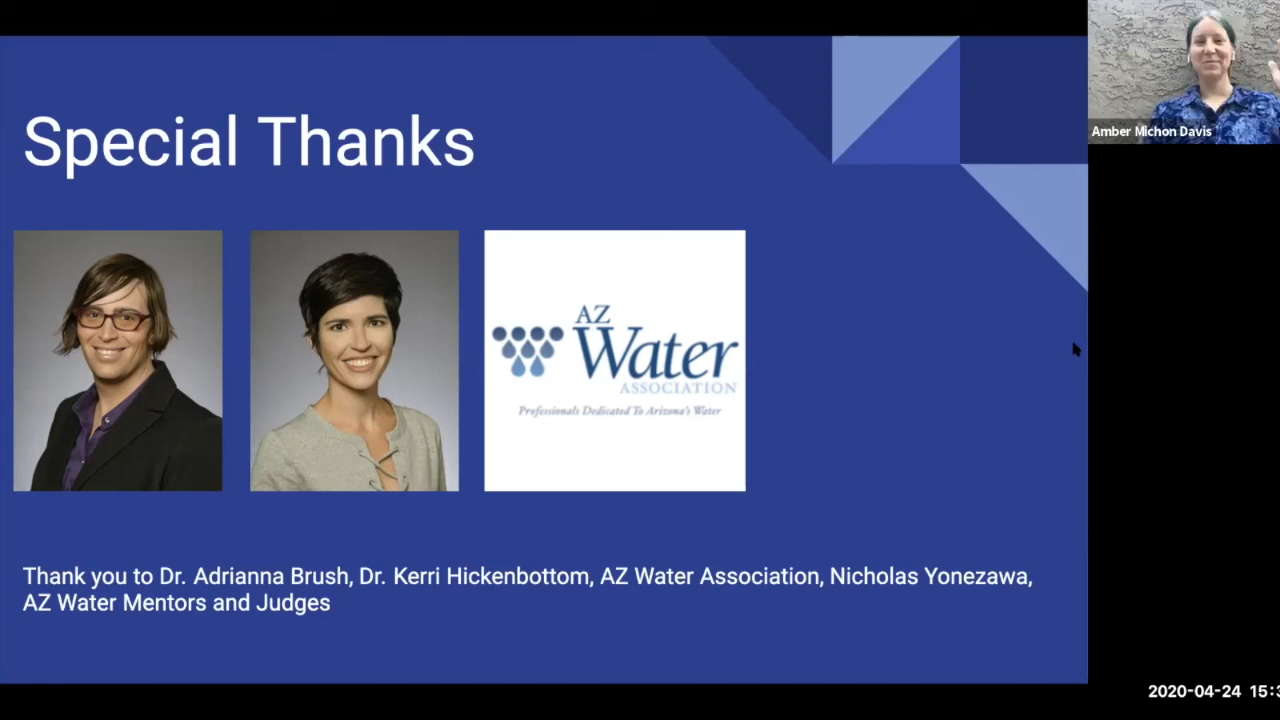 Special Thanks
AZ
Water
ASSOCIATION
Professionals Dedicated To Arizona's Water
Thank you to Dr. Adrianna Brush, Dr. Kerri Hickenbottom, AZ Water Association, Nicholas Yonezawa,
AZ Water Mentors and Judges
Amber Michon Davis
2020-04-24 15:3